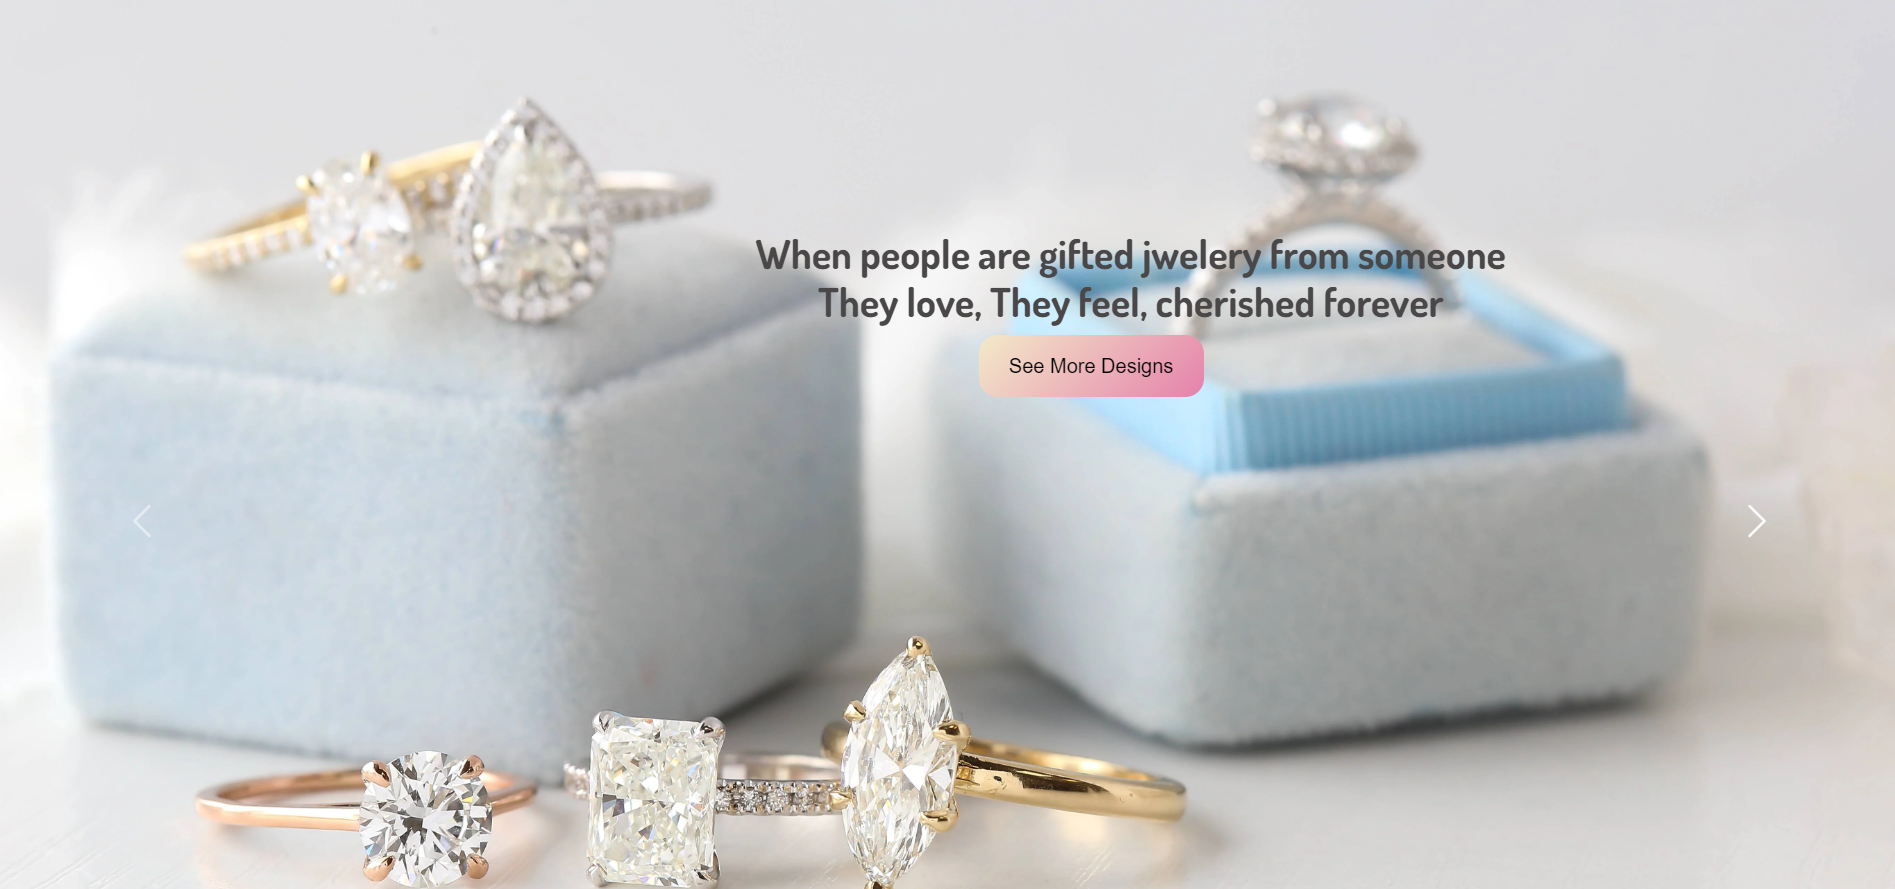 When people are gifted jwelery from someone
They love, They feel, cherished forever
See More Designs